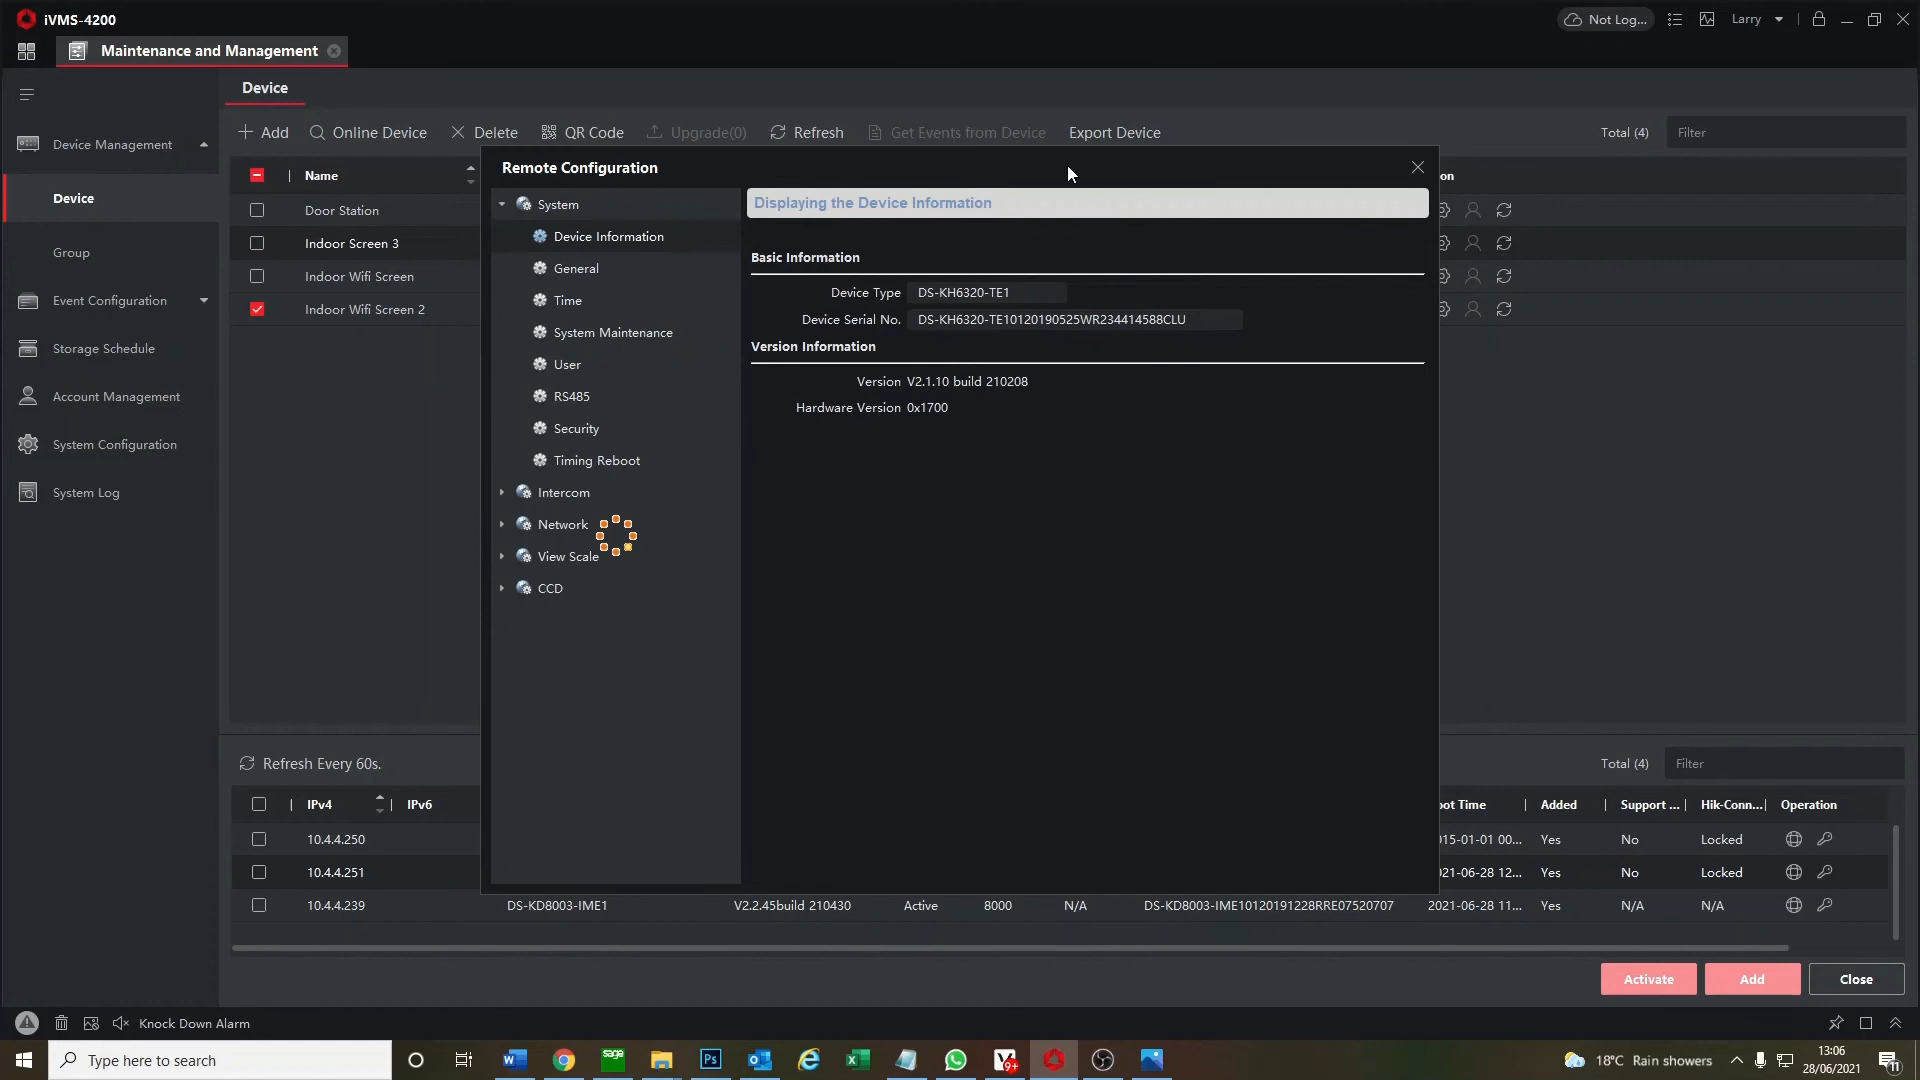 iVMS-4200
Not Log...
Larry
Maintenance and Management
Device
Add
Online Device
Delete
QR Code
Upgrade(0)
Refresh
Get Events from Device
Export Device
Total (4)
Filter
Device Management
Device
Group
Event Configuration
Storage Schedule
Account Management
System Configuration
System Log
Name
Door Station
Indoor Screen 3
Indoor Wifi Screen
Indoor Wifi Screen 2
on
Remote Configuration
System
Device Information
General
Time
System Maintenance
User
RS485
Security
Timing Reboot
Intercom
Network
View Scale
CCD
Displaying the Device Information
Basic Information
Device Type DS-KH6320-TE1
Device Serial No. DS-KH6320-TE10120190525WR234414588CLU
Version Information
Version V2.1.10 build 210208
Hardware Version 0x1700
Refresh Every 60s.
Total (4)
Filter
IPv4 IPv6 oot Time Added Support ... Hik-Conn... Operation
10.4.4.250 015-01-01 00... Yes No Locked
10.4.4.251 2021-06-28 12... Yes No Locked
10.4.4.239 DS-KD8003-IME1 V2.2.45build 210430 Active 8000 N/A DS-KD8003-IME10120191228RRE07520707 2021-06-28 11... Yes N/A N/A
Activate
Add
Close
Knock Down Alarm
Type here to search
sage
Ps
9+
18°C Rain showers
13:06
28/06/2021
11